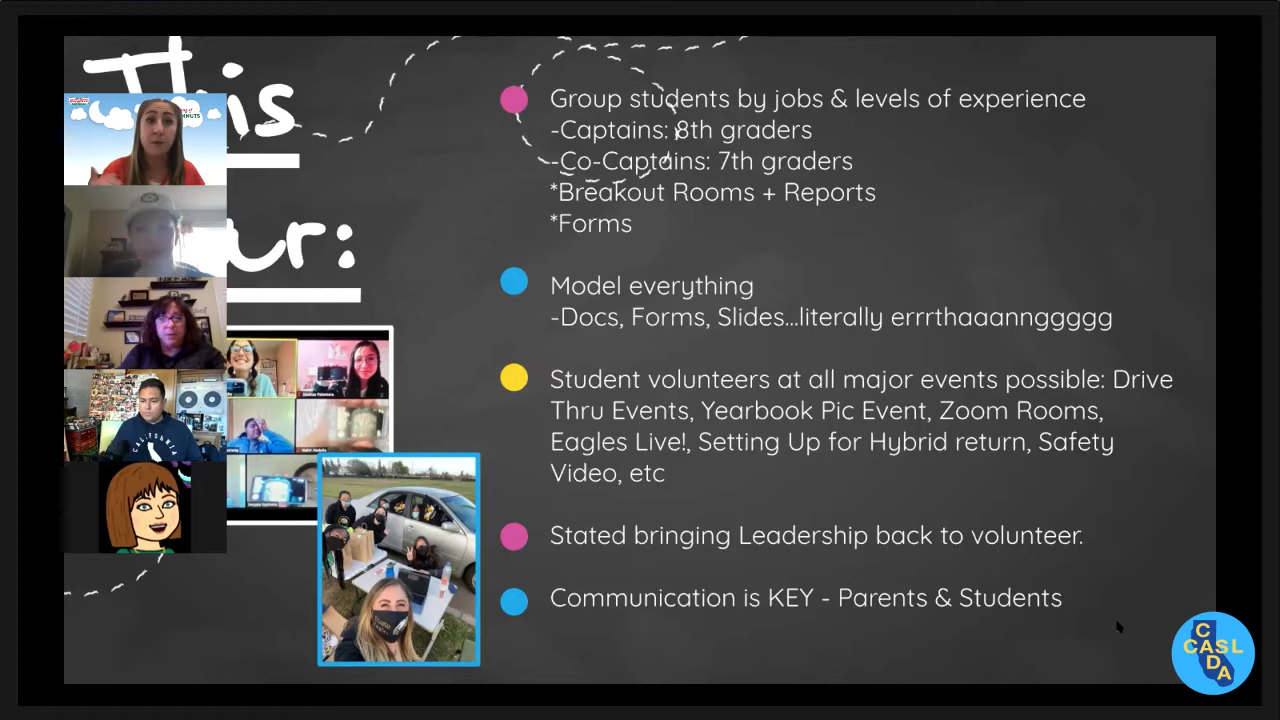 This
ur:
Group students by jobs & levels of experience
-Captains: 8th graders
-Co-Captains: 7th graders
*Breakout Rooms + Reports
*Forms
Model everything
-Docs, Forms, Slides...literally errrthaaannggggg
Student volunteers at all major events possible: Drive
Thru Events, Yearbook Pic Event, Zoom Rooms,
Eagles Live!, Setting Up for Hybrid return, Safety
Video, etc
Stated bringing Leadership back to volunteer.
Communication is KEY - Parents & Students
C
CASL
D
A